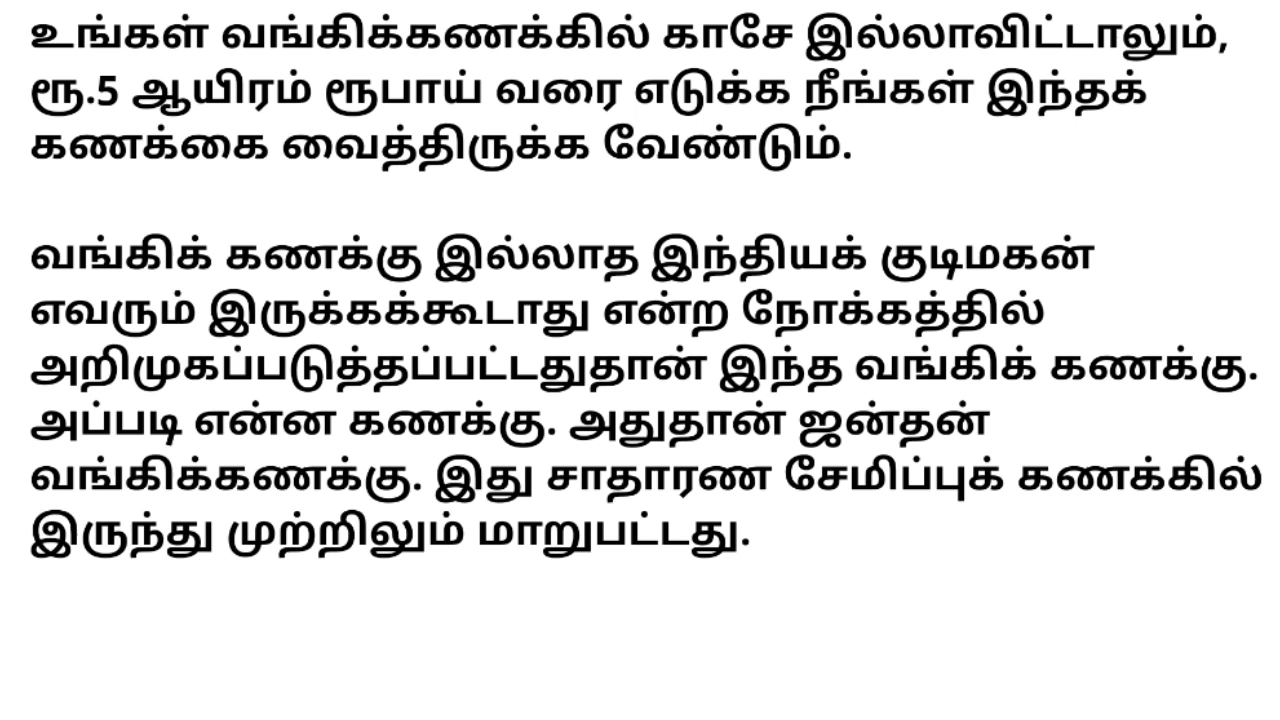 உங்கள் வங்கிக்கணக்கில் காசே இல்லாவிட்டாலும்,
ரூ.5 ஆயிரம் ரூபாய் வரை எடுக்க நீங்கள் இந்தக்
கணக்கை வைத்திருக்க வேண்டும்.
வங்கிக் கணக்கு இல்லாத இந்தியக் குடிமகன்
எவரும் இருக்கக்கூடாது என்ற நோக்கத்தில்
அறிமுகப்படுத்தப்பட்டதுதான் இந்த வங்கிக் கணக்கு.
அப்படி என்ன கணக்கு. அதுதான் ஜன்தன்
வங்கிக்கணக்கு. இது சாதாரண சேமிப்புக் கணக்கில்
இருந்து முற்றிலும் மாறுபட்டது.